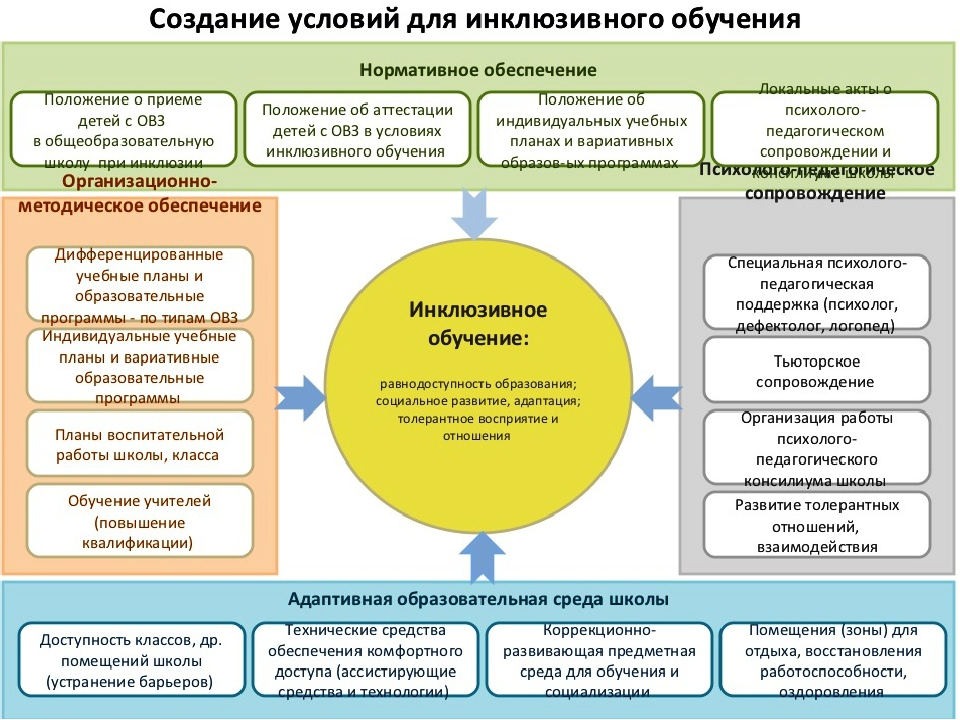 Создание условий для инклюзивного обучения
Нормативное обеспечение
Положение о приеме
детей с ОВЗ
в общеобразовательную
школу  при инклюзии
Положение об аттестации
детей с ОВЗ в условиях
инклюзивного обучения
Положение об
индивидуальных учебных
планах и вариативных
образов-ых программах
Локальные акты о
психолого-
педагогическом
сопровождении и
консилиуме школы
Организационно-
методическое обеспечение
Дифференцированные
учебные планы и
образовательные
программы - по типам ОВЗ
Индивидуальные учебные
планы и вариативные
образовательные
программы
Планы воспитательной
работы школы, класса
Обучение учителей
(повышение
квалификации)
Инклюзивное
обучение:
равнодоступность образования;
социальное развитие, адаптация;
толерантное восприятие и
отношения
Психолого-педагогическое
сопровождение
Специальная психолого-
педагогическая
поддержка (психолог,
дефектолог, логопед)
Тьюторское
сопровождение
Организация работы
психолого-
педагогического
консилиума школы
Развитие толерантных
отношений,
взаимодействия
Адаптивная образовательная среда школы
Доступность классов, др.
помещений школы
(устранение барьеров)
Технические средства
обеспечения комфортного
доступа (ассистирующие
средства и технологии)
Коррекционно-
развивающая предметная
среда для обучения и
социализации
Помещения (зоны) для
отдыха, восстановления
работоспособности,
оздоровления